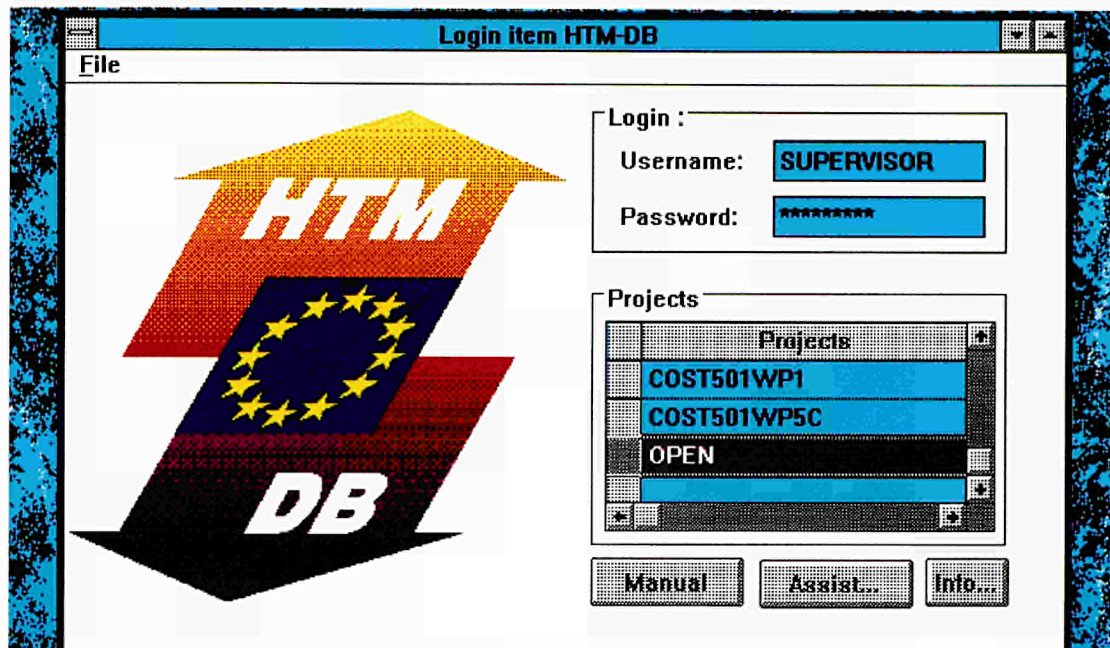 Login item HTM-DB
File
HTM
DB
Login :
Username: SUPERVISOR
Password: *********
Projects
Projects
COST501WP1
COST501WP5C
OPEN
Manual Assist... Info...